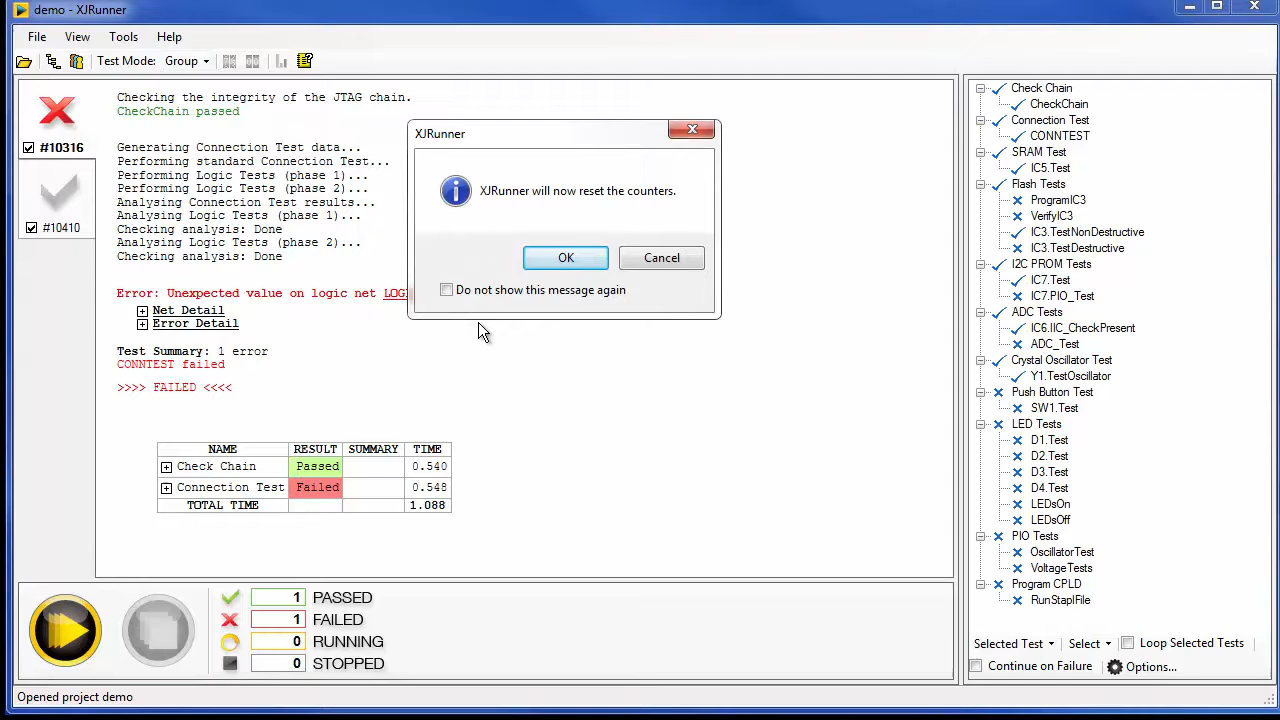 demo - XJRunner
File View Tools Help
Test Mode: Group
#10316
#10410
Checking the integrity of the JTAG chain.
CheckChain passed
Generating Connection Test data...
Performing standard Connection Test...
Performing Logic Tests (phase 1)...
Performing Logic Tests (phase 2)...
Analysing Connection Test results...
Analysing Logic Tests (phase 1)...
Checking analysis: Done
Analysing Logic Tests (phase 2)...
Checking analysis: Done
Error: Unexpected value on logic net
Net Detail
Error Detail
Test Summary: 1 error
CONNTEST failed
>>>> FAILED <<<<
NAME RESULT SUMMARY TIME
Check Chain Passed 0.540
Connection Test Failed 0.548
TOTAL TIME 1.088
XJRunner
XJRunner will now reset the counters.
OK Cancel
Do not show this message again
Check Chain
CheckChain
Connection Test
CONNTEST
SRAM Test
IC5.Test
Flash Tests
ProgramIC3
VerifyIC3
IC3.TestNonDestructive
IC3.TestDestructive
I2C PROM Tests
IC7.Test
IC7.PIO_Test
ADC Tests
IC6.IIC_CheckPresent
ADC_Test
Crystal Oscillator Test
Y1.TestOscillator
Push Button Test
SW1.Test
LED Tests
D1.Test
D2.Test
D3.Test
D4.Test
LEDsOn
LEDsOff
PIO Tests
OscillatorTest
VoltageTests
Program CPLD
RunStaplFile
Selected Test Select Loop Selected Tests
Continue on Failure Options...
1 PASSED
1 FAILED
0 RUNNING
0 STOPPED
Opened project demo